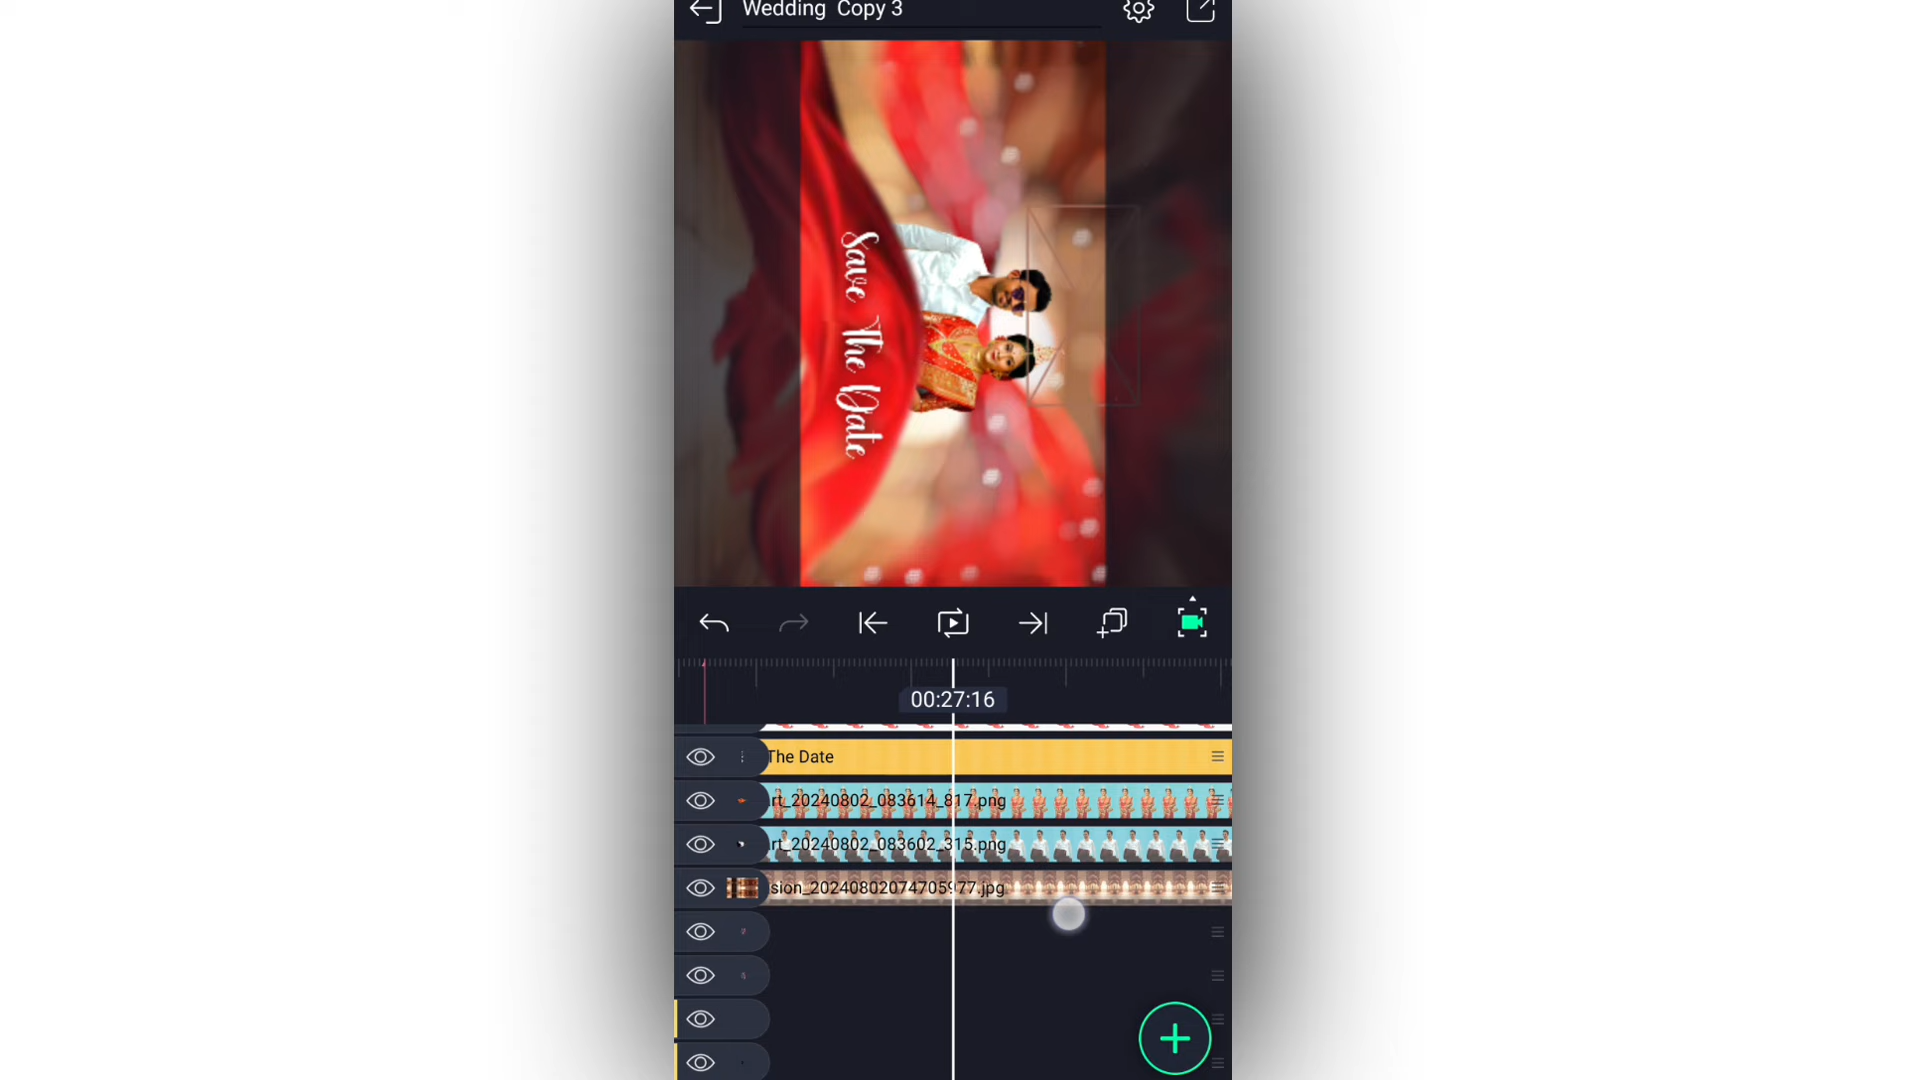 Wedding  Copy 3
Save The Date
00:27:16
The Date
rt_20240802_083614_817.png
rt_20240802_083602_315.png
sion_20240802074705977.jpg